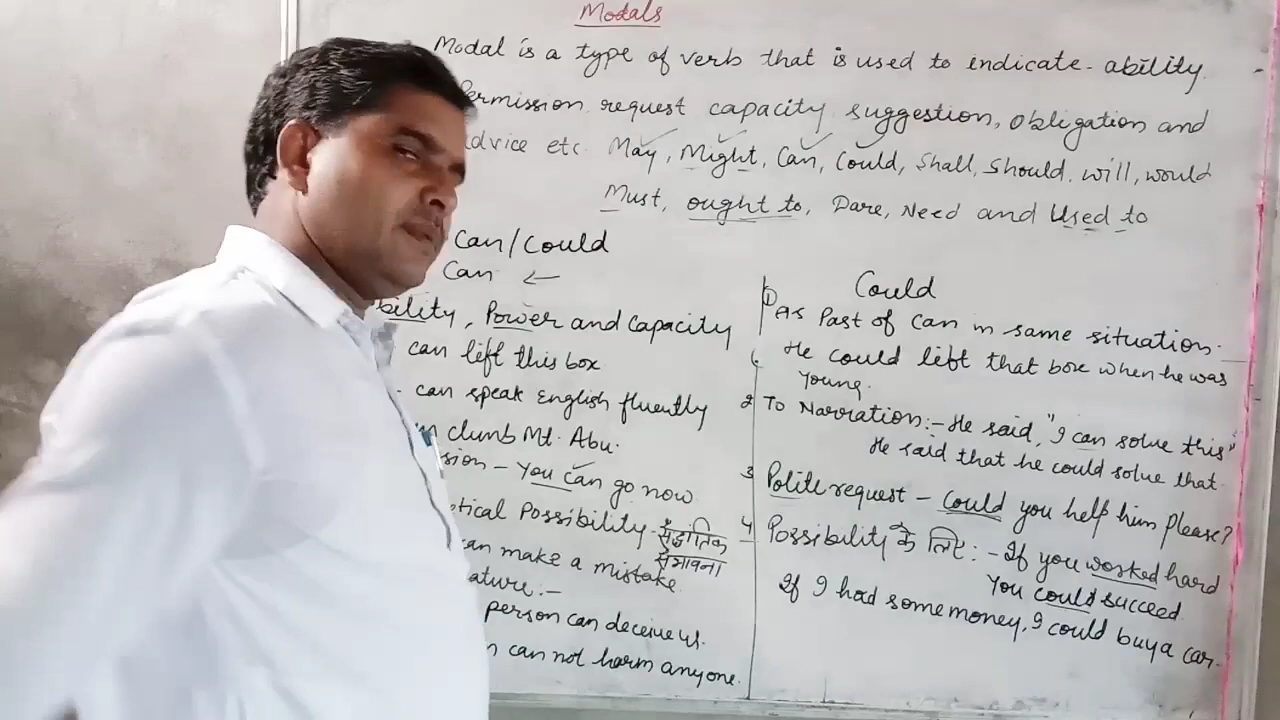 Modals
Modal is a type of verb that is used to indicate - ability
Permission request capacity suggestion, obligation and
advice etc. May, Might, Can, Could, Shall, Should, will, would
Must, ought to, Dare, Need and Used to
Can/Could
Can ←
bility, Power and capacity
can lift this box
- can speak English fluently
climb Mt. Abu.
sion - You can go now
etical Possibility - सैद्धांतिक
संभावना
can make a mistake
ature:-
person can deceive us.
n can not harm anyone.
Could
1 As Past of Can in same situation.
He could lift that box when he was
Young.
2 To Narration:- He said, "I can solve this"
He said that he could solve that.
3 Polite request - Could you help him please?
4 Possibility के लिए :- If you worked hard
You could succeed.
If I had some money, I could buy a car.